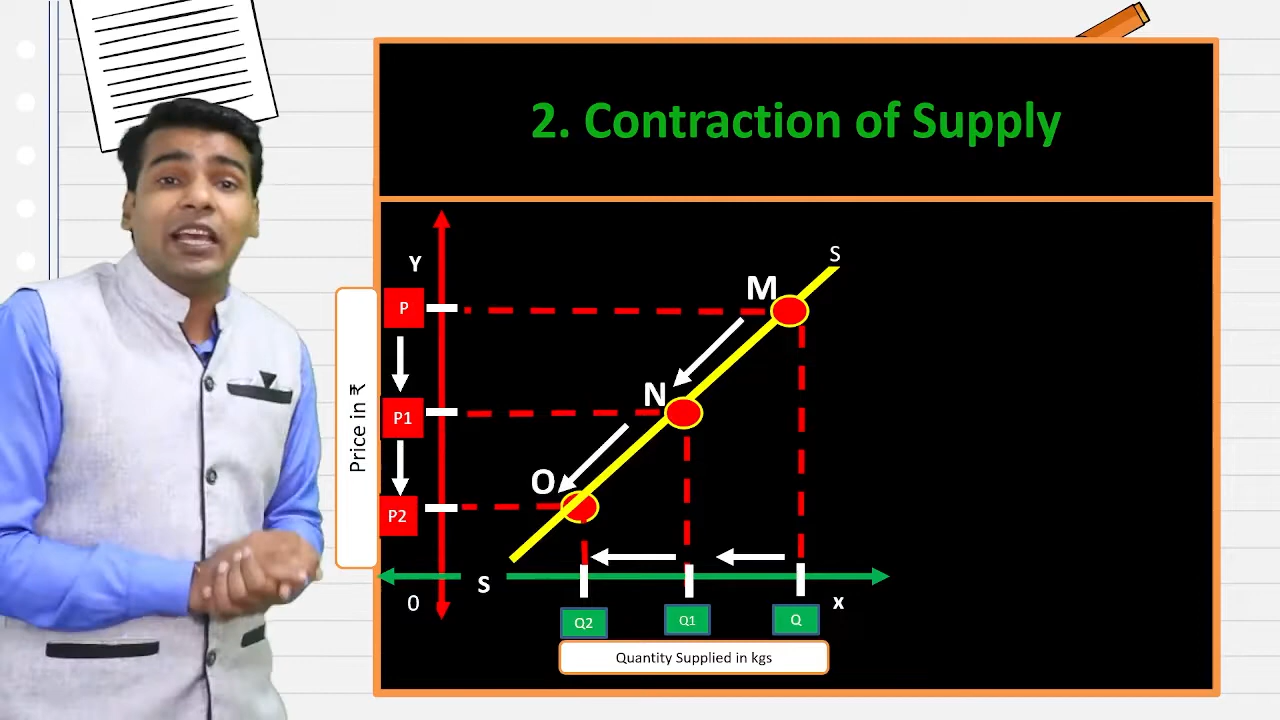 2. Contraction of Supply
Y
S
M
P
N
P1
O
P2
Price in ₹
S
0
x
Q2
Q1
Q
Quantity Supplied in kgs